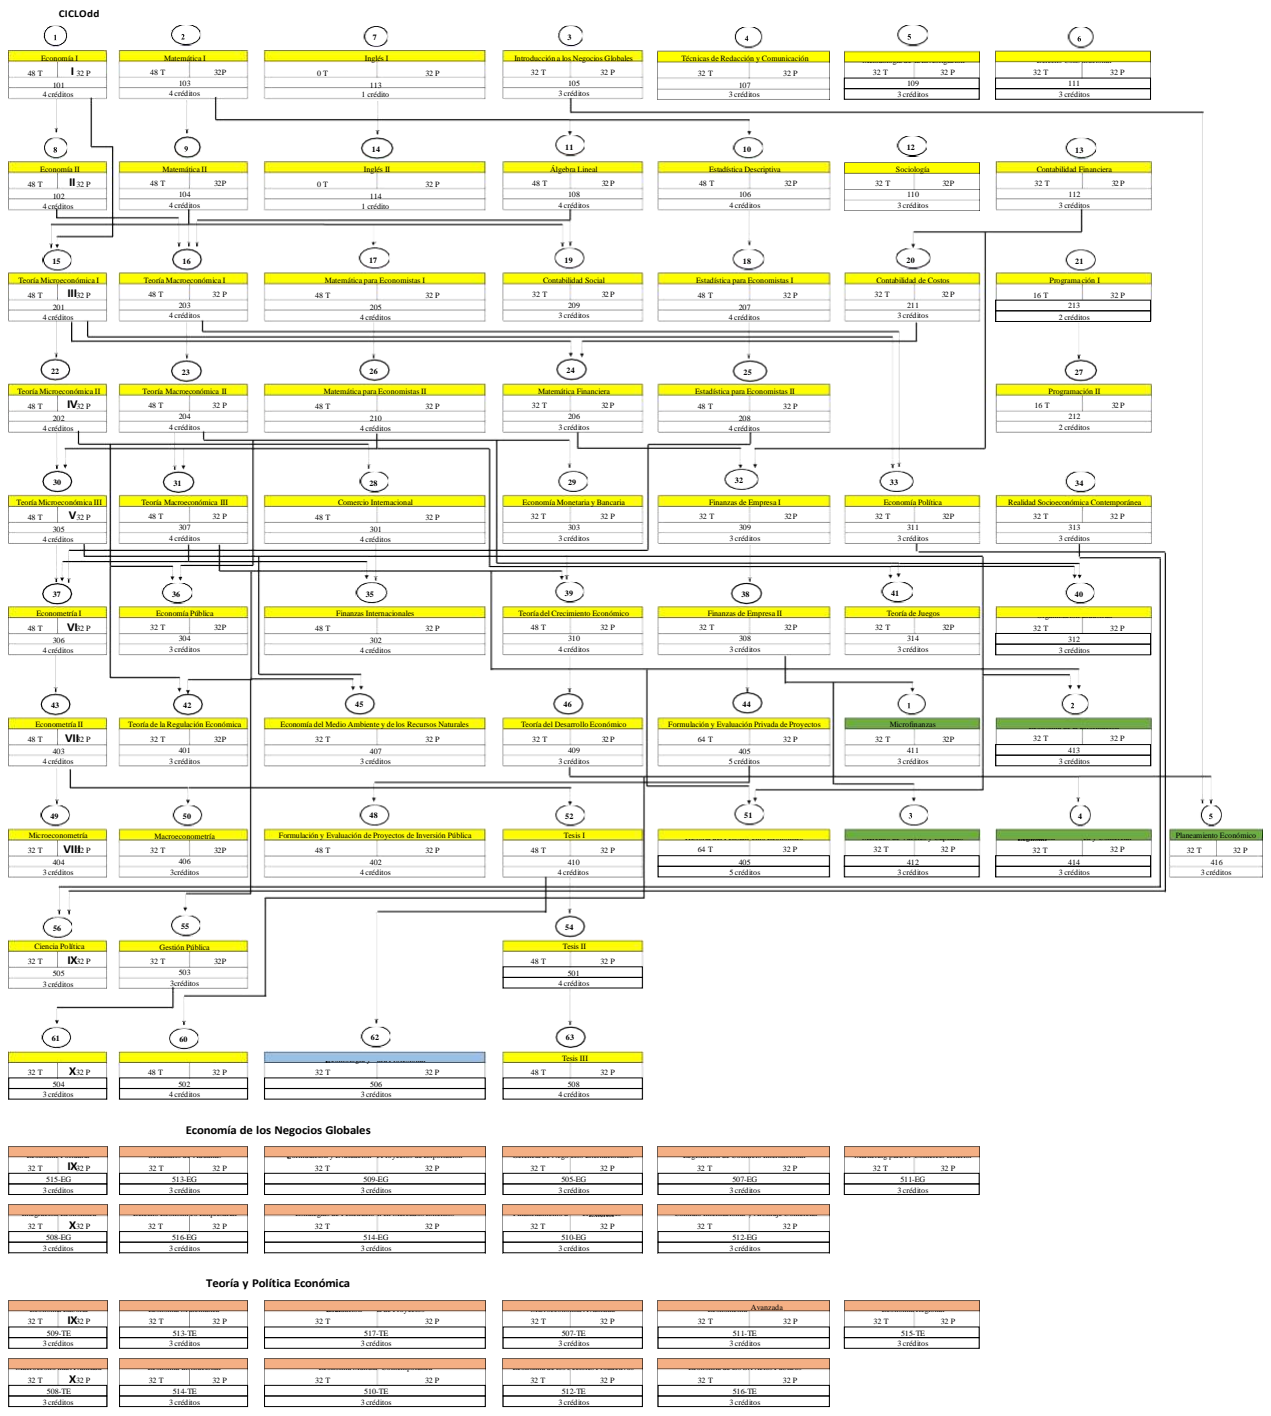 CICLOdd
1 2 7 3 4 5 6
Economía I Matemática I Inglés I Introducción a los Negocios Globales Técnicas de Redacción y Comunicación
48 T I 32 P 48 T 32P 0 T 32P 32 T 32 P 32 T 32P 32 T 32 P 32 T 32 P
101 103 113 105 107 109 111
4 créditos 4 créditos 1 crédito 3 créditos 3 créditos 3 créditos 3 créditos
8 9 14 11 10 12 13
Economía II Matemática II Inglés II Álgebra Lineal Estadística Descriptiva Sociología Contabilidad Financiera
48 T II 32 P 48 T 32P 0 T 32P 48 T 32 P 48 T 32P 32 T 32 P 32 T 32 P
102 104 114 108 106 110 112
4 créditos 4 créditos 1 crédito 4 créditos 4 créditos 3 créditos 3 créditos
15 16 17 19 18 20 21
Teoría Microeconómica I Teoría Macroeconómica I Matemática para Economistas I Contabilidad Social Estadística para Economistas I Contabilidad de Costos Programación I
48 T III 32 P 48 T 32 P 48 T 32 P 32 T 32 P 48 T 32 P 32 T 32 P 16 T 32 P
201 203 205 209 207 211 213
4 créditos 4 créditos 4 créditos 3 créditos 4 créditos 3 créditos 2 créditos
22 23 26 24 25 27
Teoría Microeconómica II Teoría Macroeconómica II Matemática para Economistas II Matemática Financiera Estadística para Economistas II Programación II
48 T IV 32 P 48 T 32 P 48 T 32 P 32 T 32 P 48 T 32 P 16 T 32 P
202 204 210 206 208 212
4 créditos 4 créditos 4 créditos 3 créditos 4 créditos 2 créditos
30 31 28 29 32 33 34
Teoría Microeconómica III Teoría Macroeconómica III Comercio Internacional Economía Monetaria y Bancaria Finanzas de Empresa I Economía Política Realidad Socioeconómica Contemporánea
48 T V 32 P 48 T 32 P 48 T 32 P 32 T 32 P 32 T 32P 32 T 32 P 32 T 32 P
305 307 301 303 309 311 313
4 créditos 4 créditos 4 créditos 3 créditos 3 créditos 3 créditos 3 créditos
37 36 35 39 38 41 40
Econometría I Economía Pública Finanzas Internacionales Teoría del Crecimiento Económico Finanzas de Empresa II Teoría de Juegos
48 T VI 32 P 32 T 32 P 48 T 32 P 48 T 32 P 32 T 32P 32 T 32 P 32 T 32 P
306 304 302 310 308 314 312
4 créditos 3 créditos 4 créditos 4 créditos 3 créditos 3 créditos 3 créditos
43 42 45 46 44 1 2
Econometría II Teoría de la Regulación Económica Economía del Medio Ambiente y de los Recursos Naturales Teoría del Desarrollo Económico Formulación y Evaluación Privada de Proyectos Microfinanzas
48 T VII 32 P 32 T 32 P 32 T 32 P 32 T 32P 64 T 32 P 32 T 32 P 32 T 32 P
403 401 407 409 405 411 413
4 créditos 3 créditos 3 créditos 3 créditos 5 créditos 3 créditos 3 créditos
49 50 48 52 51 3 4 5
Microeconometría Macroeconometría Formulación y Evaluación de Proyectos de Inversión Pública Tesis I Planeamiento Económico
32 T VIII 32 P 32 T 32 P 48 T 32 P 48 T 32 P 64 T 32 P 32 T 32 P 32 T 32 P 32 T 32 P
404 406 402 410 405 412 414 416
3 créditos 3créditos 4 créditos 4 créditos 5 créditos 3 créditos 3 créditos 3 créditos
56 55 54
Ciencia Política Gestión Pública Tesis II
32 T IX 32 P 32 T 32P 48 T 32 P
505 503 501
3 créditos 3créditos 4 créditos
61 60 62 63
Tesis III
32 T X 32 P 48 T 32 P 32 T 32 P 48 T 32 P
504 502 506 508
3 créditos 4 créditos 3 créditos 4 créditos
Economía de los Negocios Globales
32 T IX 32 P 32 T 32 P 32 T 32 P 32 T 32 P 32 T 32 P 32 T 32 P
515-EG 513-EG 509-EG 505-EG 507-EG 511-EG
3 créditos 3 créditos 3 créditos 3 créditos 3 créditos 3 créditos
32 T X 32 P 32 T 32 P 32 T 32 P 32 T 32 P 32 T 32 P
508-EG 516-EG 514-EG 510-EG 512-EG
3 créditos 3 créditos 3 créditos 3 créditos 3 créditos
Teoría y Política Económica
Avanzada
32 T IX 32 P 32 T 32 P 32 T 32 P 32 T 32 P 32 T 32 P 32 T 32 P
509-TE 513-TE 517-TE 507-TE 511-TE 515-TE
3 créditos 3 créditos 3 créditos 3 créditos 3 créditos 3 créditos
32 T X 32 P 32 T 32 P 32 T 32 P 32 T 32 P 32 T 32 P
508-TE 514-TE 510-TE 512-TE 516-TE
3 créditos 3 créditos 3 créditos 3 créditos 3 créditos